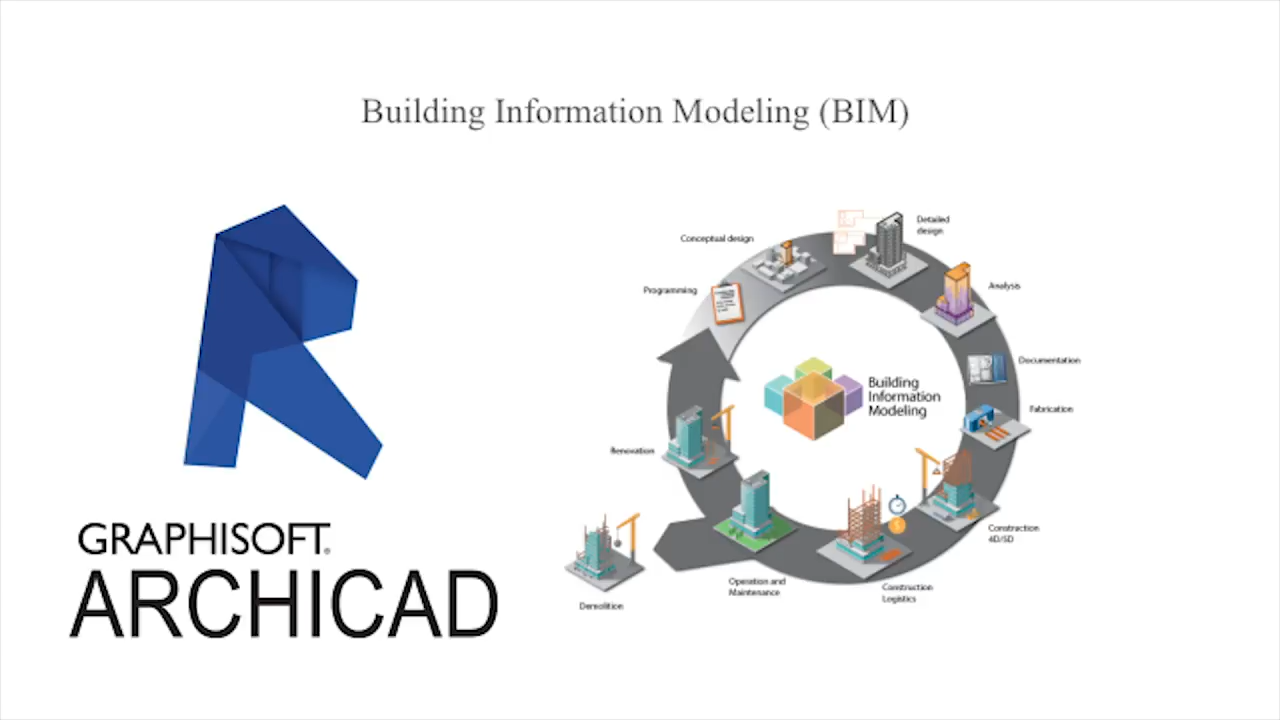 Building Information Modeling (BIM)
GRAPHISOFT®
ARCHICAD
Detailed
design
Conceptual design
Programming
Analysis
Documentation
Fabrication
Building
Information
Modeling
Renovation
Construction
4D/5D
Construction
Logistics
Operation and
Maintenance
Demolition